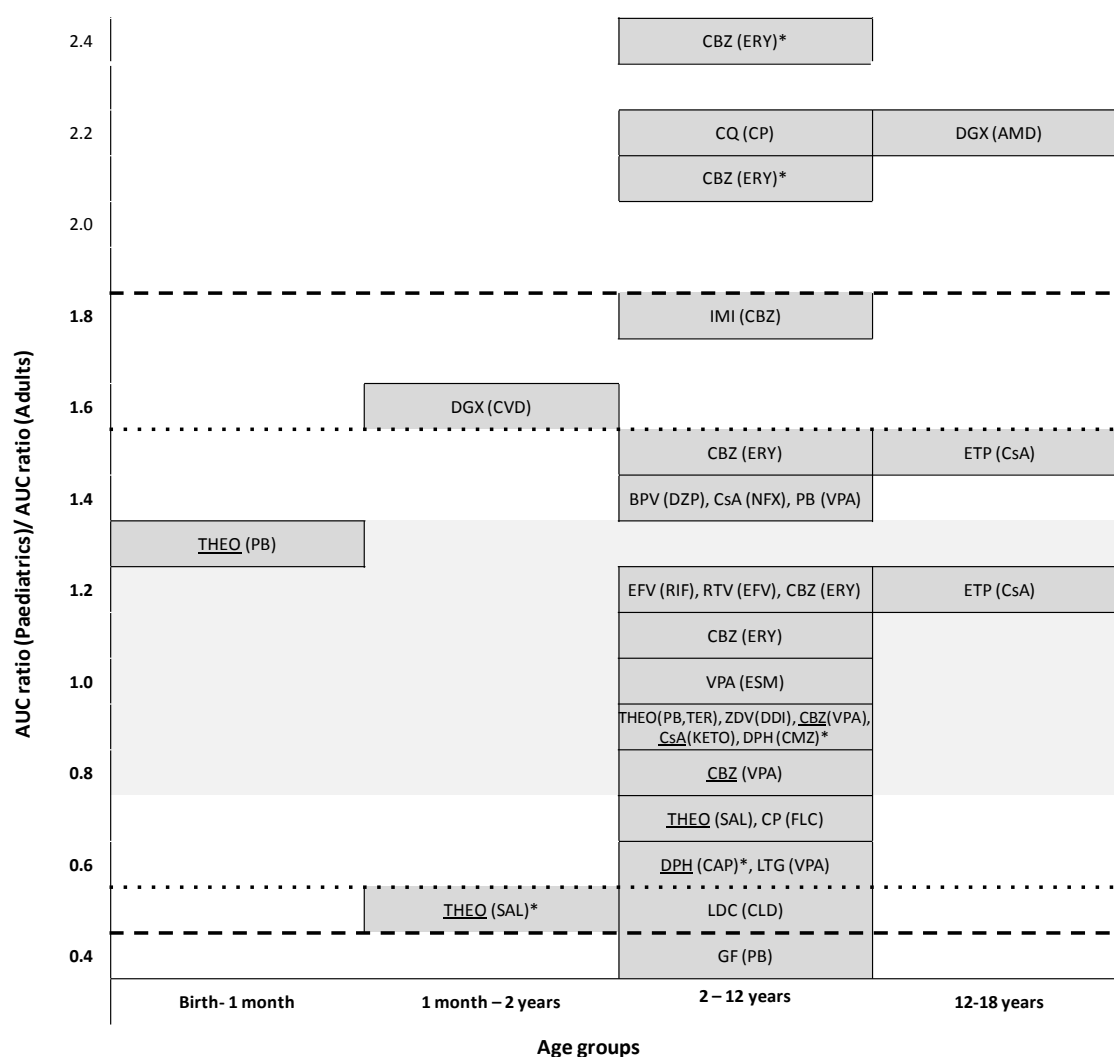 2.4
CBZ (ERY)*
2.2
CQ (CP)
DGX (AMD)
CBZ (ERY)*
2.0
1.8
IMI (CBZ)
1.6
DGX (CVD)
CBZ (ERY)
ETP (CsA)
1.4
BPV (DZP), CsA (NFX), PB (VPA)
THEO (PB)
1.2
EFV (RIF), RTV (EFV), CBZ (ERY)
ETP (CsA)
CBZ (ERY)
1.0
VPA (ESM)
THEO(PB,TER), ZDV(DDI), CBZ(VPA),
CsA(KETO), DPH (CMZ)*
0.8
CBZ (VPA)
THEO (SAL), CP (FLC)
0.6
DPH (CAP)*, LTG (VPA)
THEO (SAL)*
LDC (CLD)
0.4
GF (PB)
AUC ratio (Paediatrics)/ AUC ratio (Adults)
Birth- 1 month
1 month – 2 years
2 – 12 years
12-18 years
Age groups